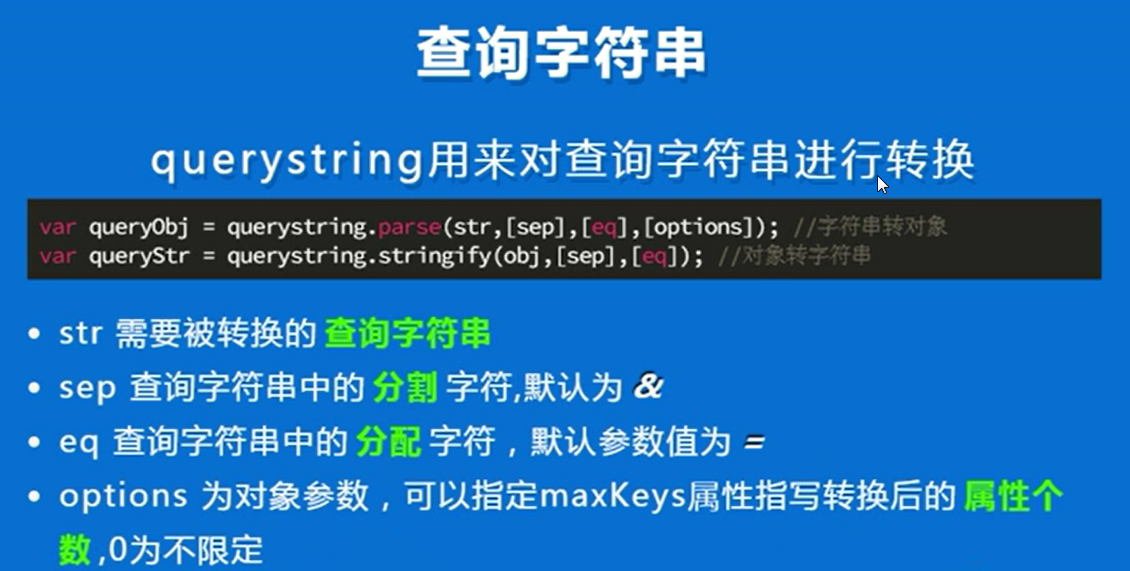 查询字符串
querystring用来对查询字符串进行转换
var queryObj = querystring.parse(str,[sep],[eq],[options]); //字符串转对象
var queryStr = querystring.stringify(obj,[sep],[eq]); //对象转字符串
• str 需要被转换的 查询字符串
• sep 查询字符串中的 分割 字符,默认为 &
• eq 查询字符串中的 分配 字符，默认参数值为 =
• options 为对象参数，可以指定maxKeys属性指写转换后的 属性个
数 ,0为不限定